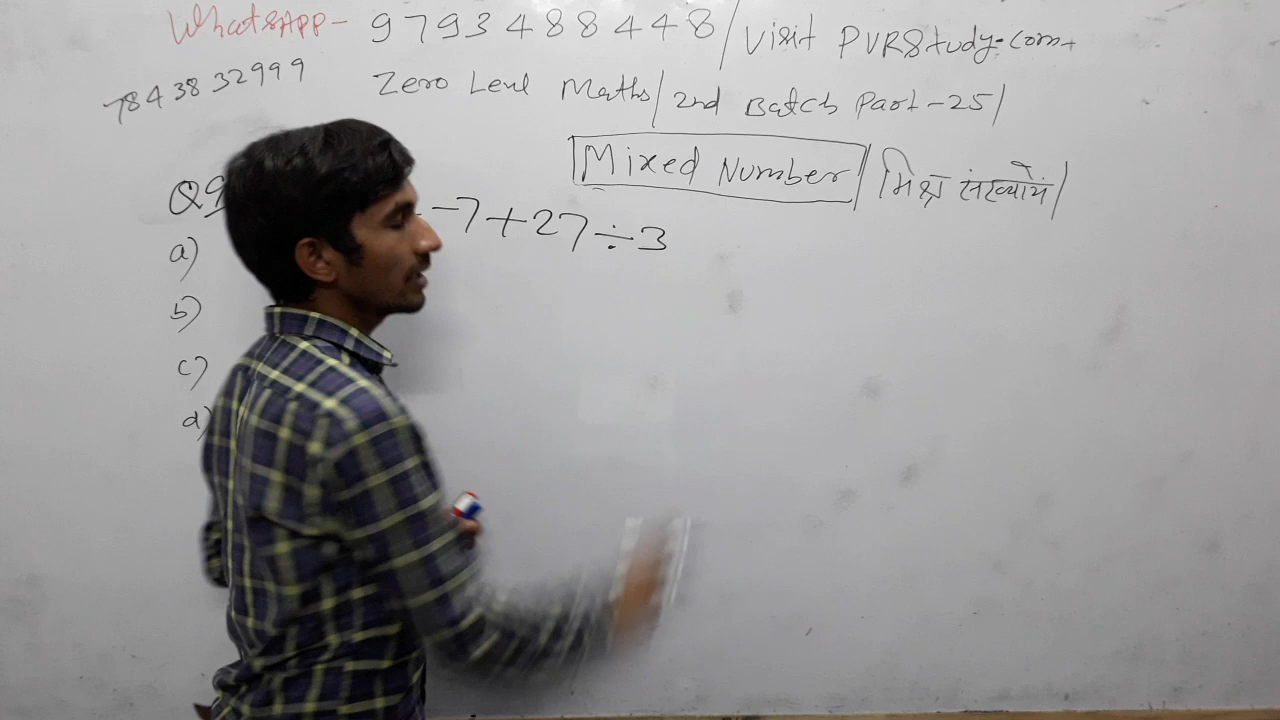 WhatsAPP- 9793488448/Visit PVRStudy.com
7843832999
Zero Level Maths/2nd Batch Part-25/
Mixed Number/मिश्र संख्यायें/
Q9 -7+27÷3
a)
b)
c)
d)